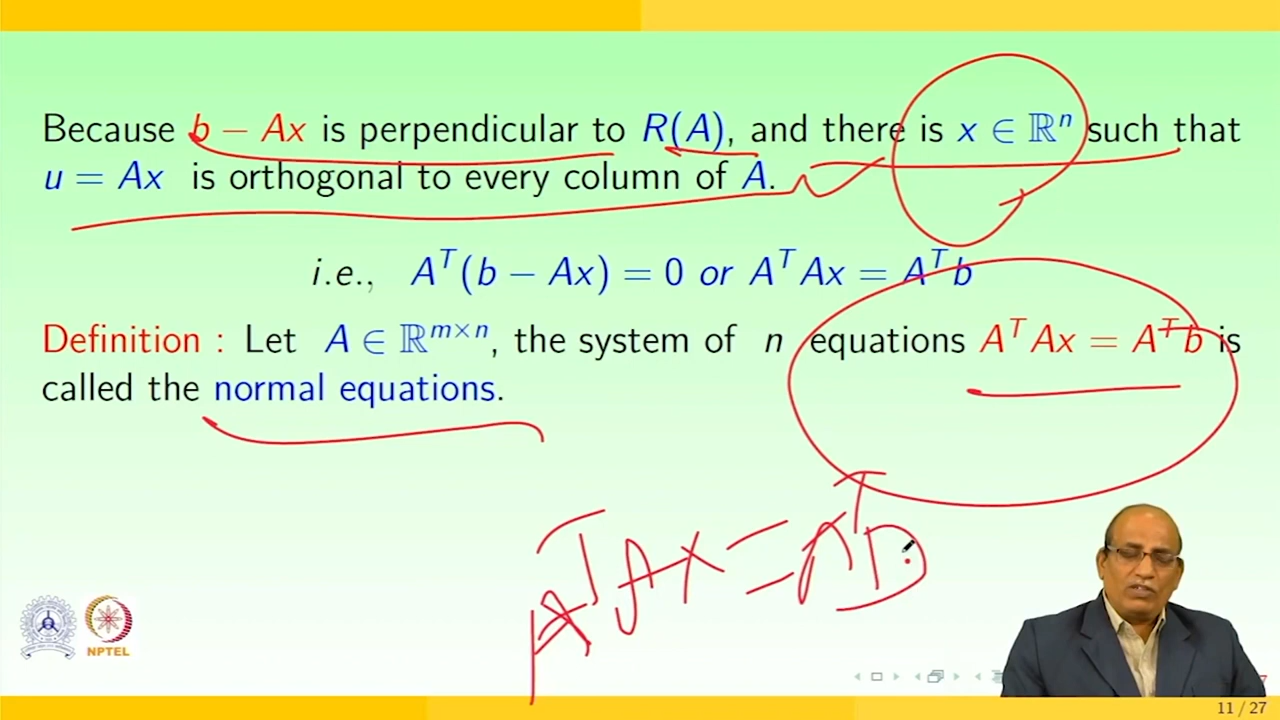 Because b − Ax is perpendicular to R(A), and there is x ∈ ℝⁿ such that
u = Ax is orthogonal to every column of A.
i.e., Aᵀ(b − Ax) = 0 or AᵀAx = Aᵀb
Definition : Let A ∈ ℝᵐˣⁿ, the system of n equations AᵀAx = Aᵀb is
called the normal equations.
AᵀAx = Aᵀb
NPTEL
11 / 27